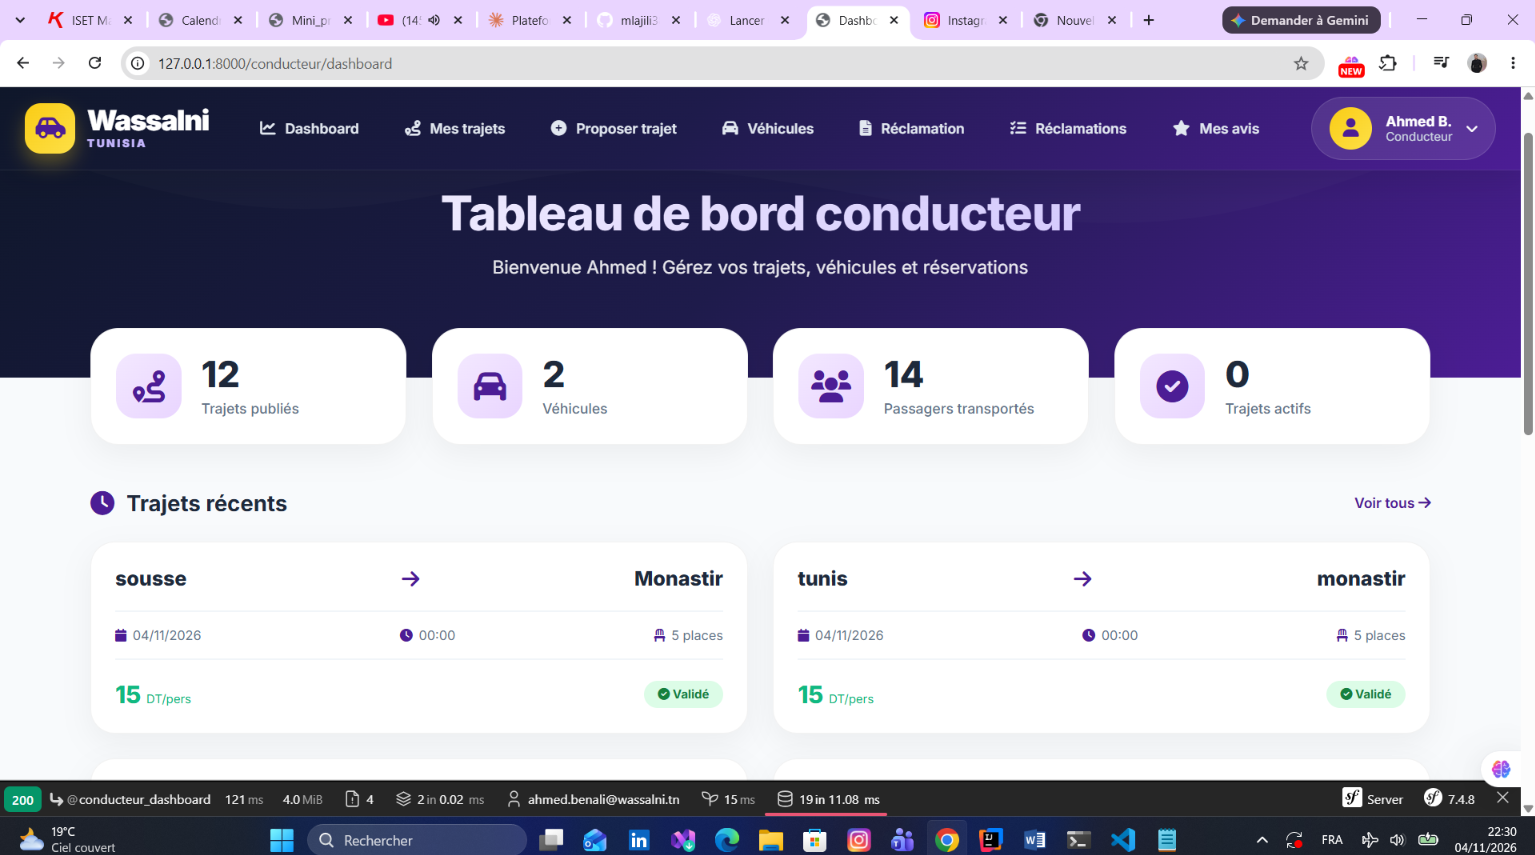 ISET M
Calend
Mini_p
(14
Platefo
mlajili3
Lancer
Dashb
Instagr
Nouvel
Demander à Gemini
127.0.0.1:8000/conducteur/dashboard
NEW
Wassalni
TUNISIA
Dashboard
Mes trajets
Proposer trajet
Véhicules
Réclamation
Réclamations
Mes avis
Ahmed B.
Conducteur
Tableau de bord conducteur
Bienvenue Ahmed ! Gérez vos trajets, véhicules et réservations
12
Trajets publiés
2
Véhicules
14
Passagers transportés
0
Trajets actifs
Trajets récents
Voir tous →
sousse → Monastir
04/11/2026 00:00 5 places
15 DT/pers Validé
tunis → monastir
04/11/2026 00:00 5 places
15 DT/pers Validé
200 @conducteur_dashboard 121 ms 4.0 MiB 4 2 in 0.02 ms ahmed.benali@wassalni.tn 15 ms 19 in 11.08 ms sf Server sf 7.4.8
19°C
Ciel couvert
Rechercher
FRA
22:30
04/11/2026